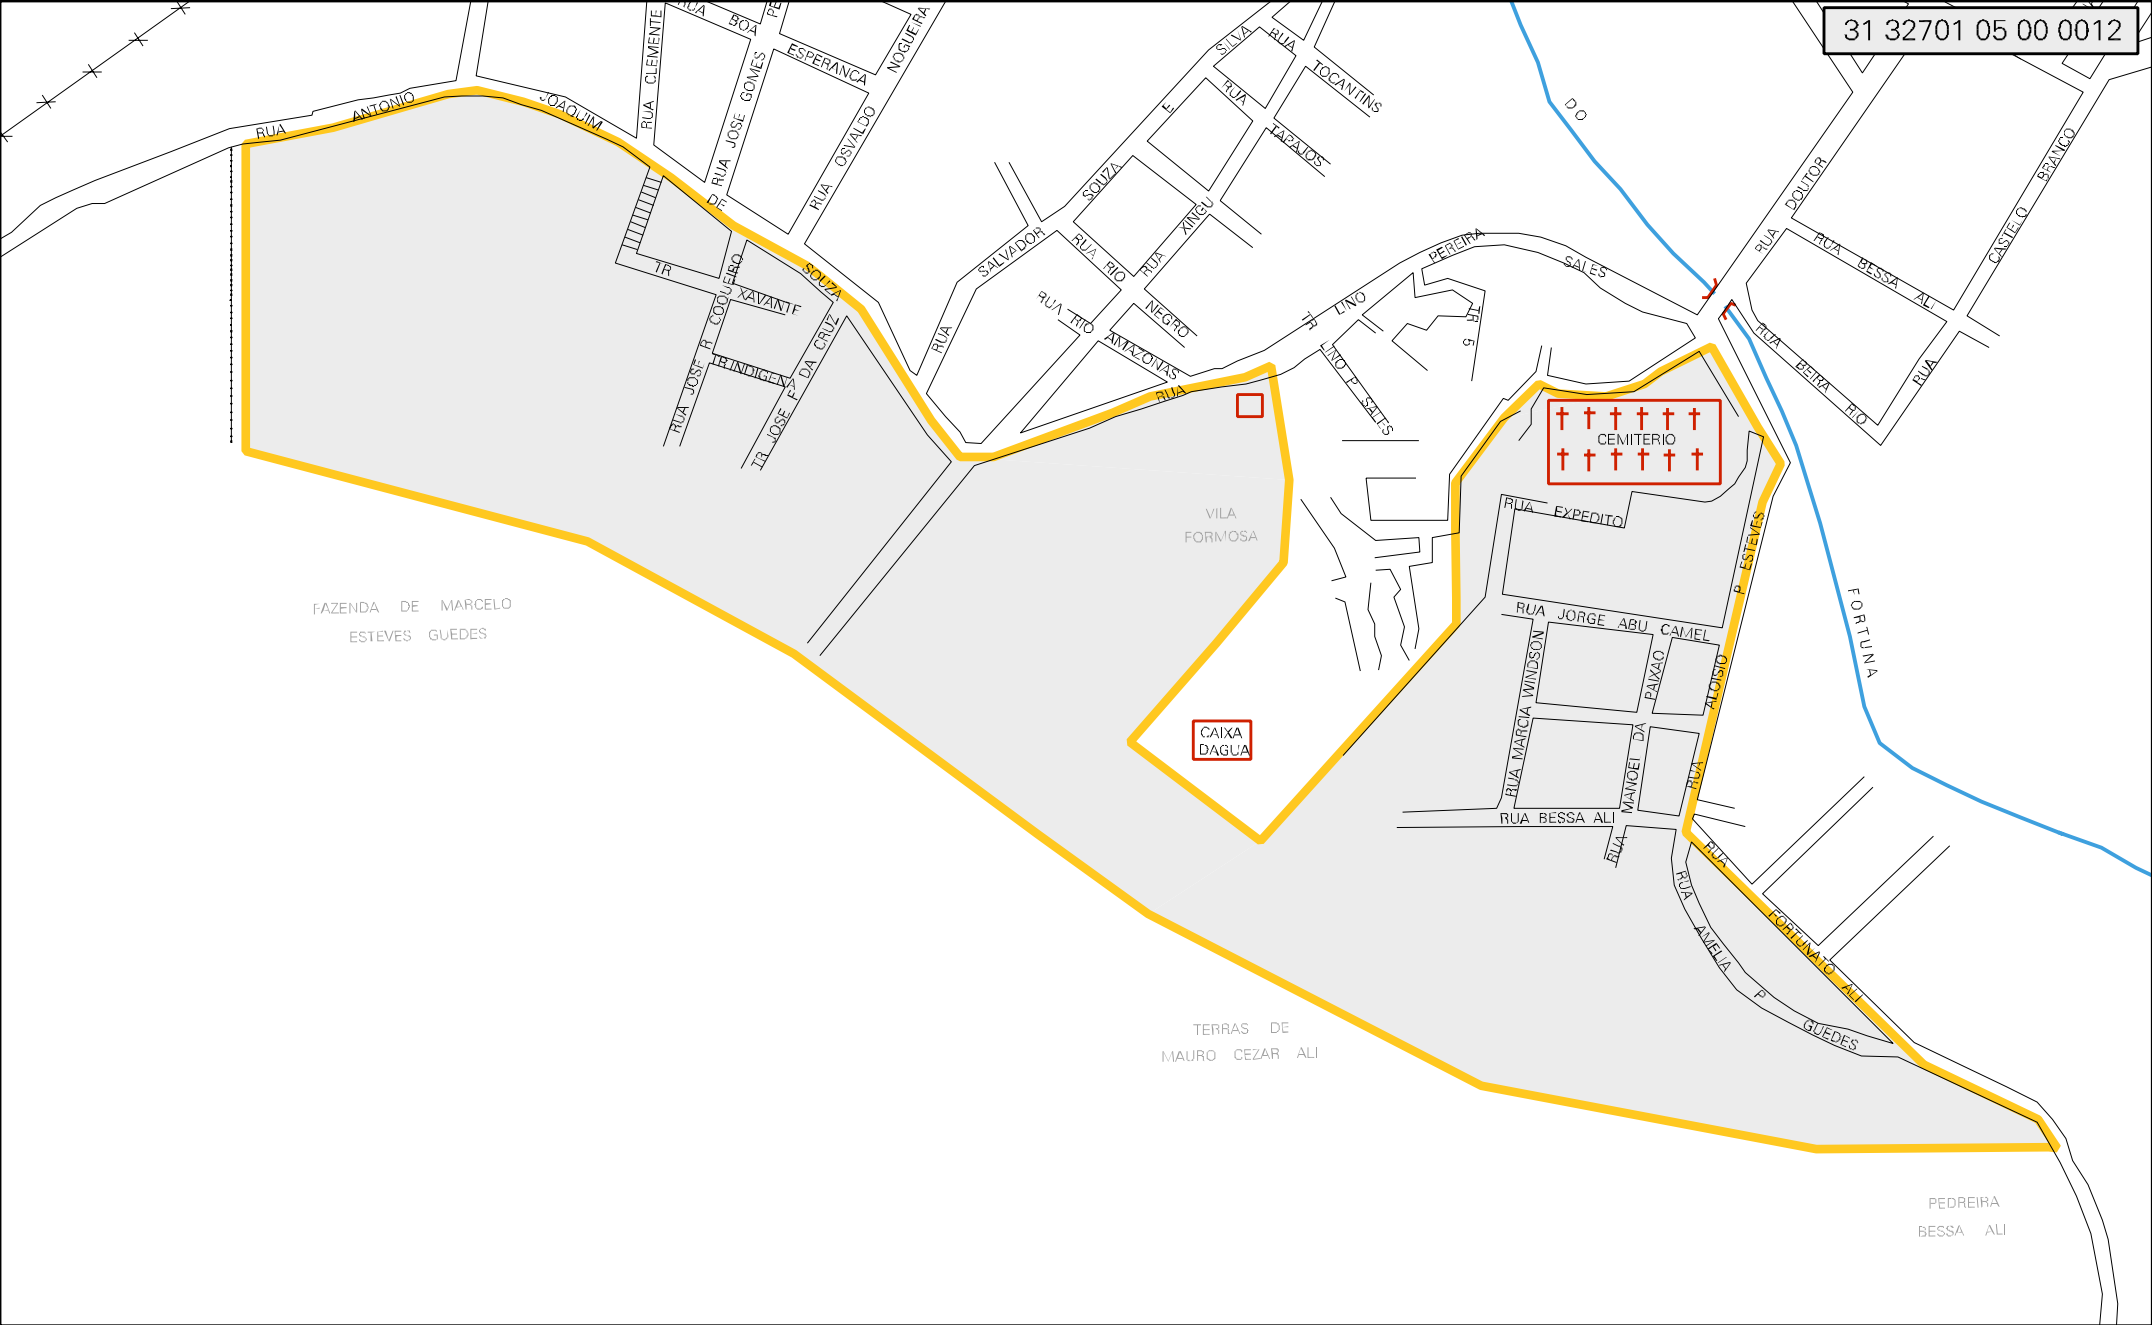 31 32701 05 00 0012
RUA BOA ESPERANCA
RUA CLEMENTE
RUA JOSE GOMES
RUA OSVALDO NOGUEIRA
RUA ANTONIO JOAQUIM DE SOUZA
SILVA
E
SOUZA
SALVADOR
RUA
RUA TOCANTINS
RUA TAPAJOS
RUA XINGU
RUA RIO NEGRO
RUA RIO AMAZONAS
RUA
TR LINO PEREIRA SALES
LINO P SALES
TR 5
DO
FORTUNA
RUA DOUTOR
RUA CASTELO BRANCO
RUA BESSA ALI
RUA BEIRA RIO
TR XAVANTE
RUA JOSE R COQUEIRO
TR INDIGENA
TR JOSE F DA CRUZ
CEMITERIO
RUA EXPEDITO
VILA
FORMOSA
RUA ALOISIO P ESTEVES
FAZENDA DE MARCELO
ESTEVES GUEDES
RUA JORGE ABU CAMEL
RUA MARCIA WINDSON
RUA MANOEL DA PAIXAO
CAIXA
DAGUA
RUA BESSA ALI
RUA FORTUNATO ALI
RUA AMELIA P GUEDES
TERRAS DE
MAURO CEZAR ALI
PEDREIRA
BESSA ALI